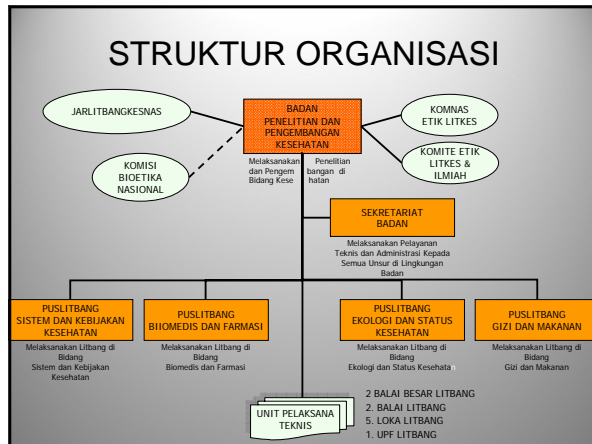 STRUKTUR ORGANISASI
JARLITBANGKESNAS
BADAN
PENELITIAN DAN
PENGEMBANGAN
KESEHATAN
KOMNAS
ETIK LITKES
KOMISI
BIOETIKA
NASIONAL
KOMITE ETIK
LITKES &
ILMIAH
Melaksanakan Penelitian
dan Pengem bangan di
Bidang Kese hatan
SEKRETARIAT
BADAN
Melaksanakan Pelayanan
Teknis dan Administrasi Kepada
Semua Unsur di Lingkungan
Badan
PUSLITBANG
SISTEM DAN KEBIJAKAN
KESEHATAN
Melaksanakan Litbang di
Bidang
Sistem dan Kebijakan
Kesehatan
PUSLITBANG
BIIOMEDIS DAN FARMASI
Melaksanakan Litbang di
Bidang
Biomedis dan Farmasi
PUSLITBANG
EKOLOGI DAN STATUS
KESEHATAN
Melaksanakan Litbang di
Bidang
Ekologi dan Status Kesehatan
PUSLITBANG
GIZI DAN MAKANAN
Melaksanakan Litbang di
Bidang
Gizi dan Makanan
UNIT PELAKSANA
TEKNIS
2 BALAI BESAR LITBANG
2. BALAI LITBANG
5. LOKA LITBANG
1. UPF LITBANG